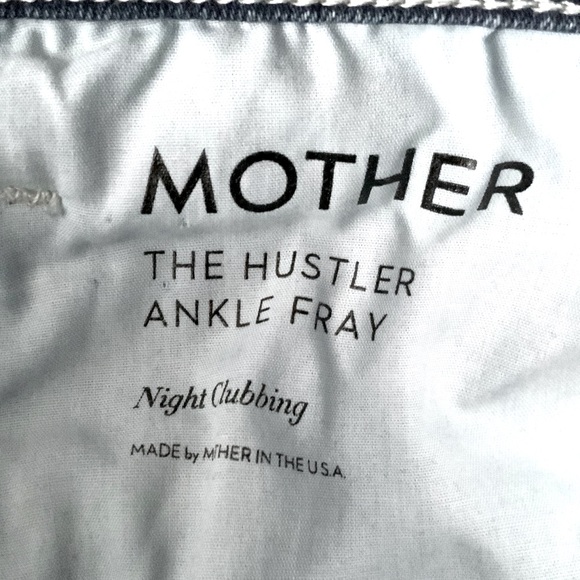 MOTHER
THE HUSTLER
ANKLE FRAY
Night Clubbing
MADE by MOTHER IN THE U.S.A.